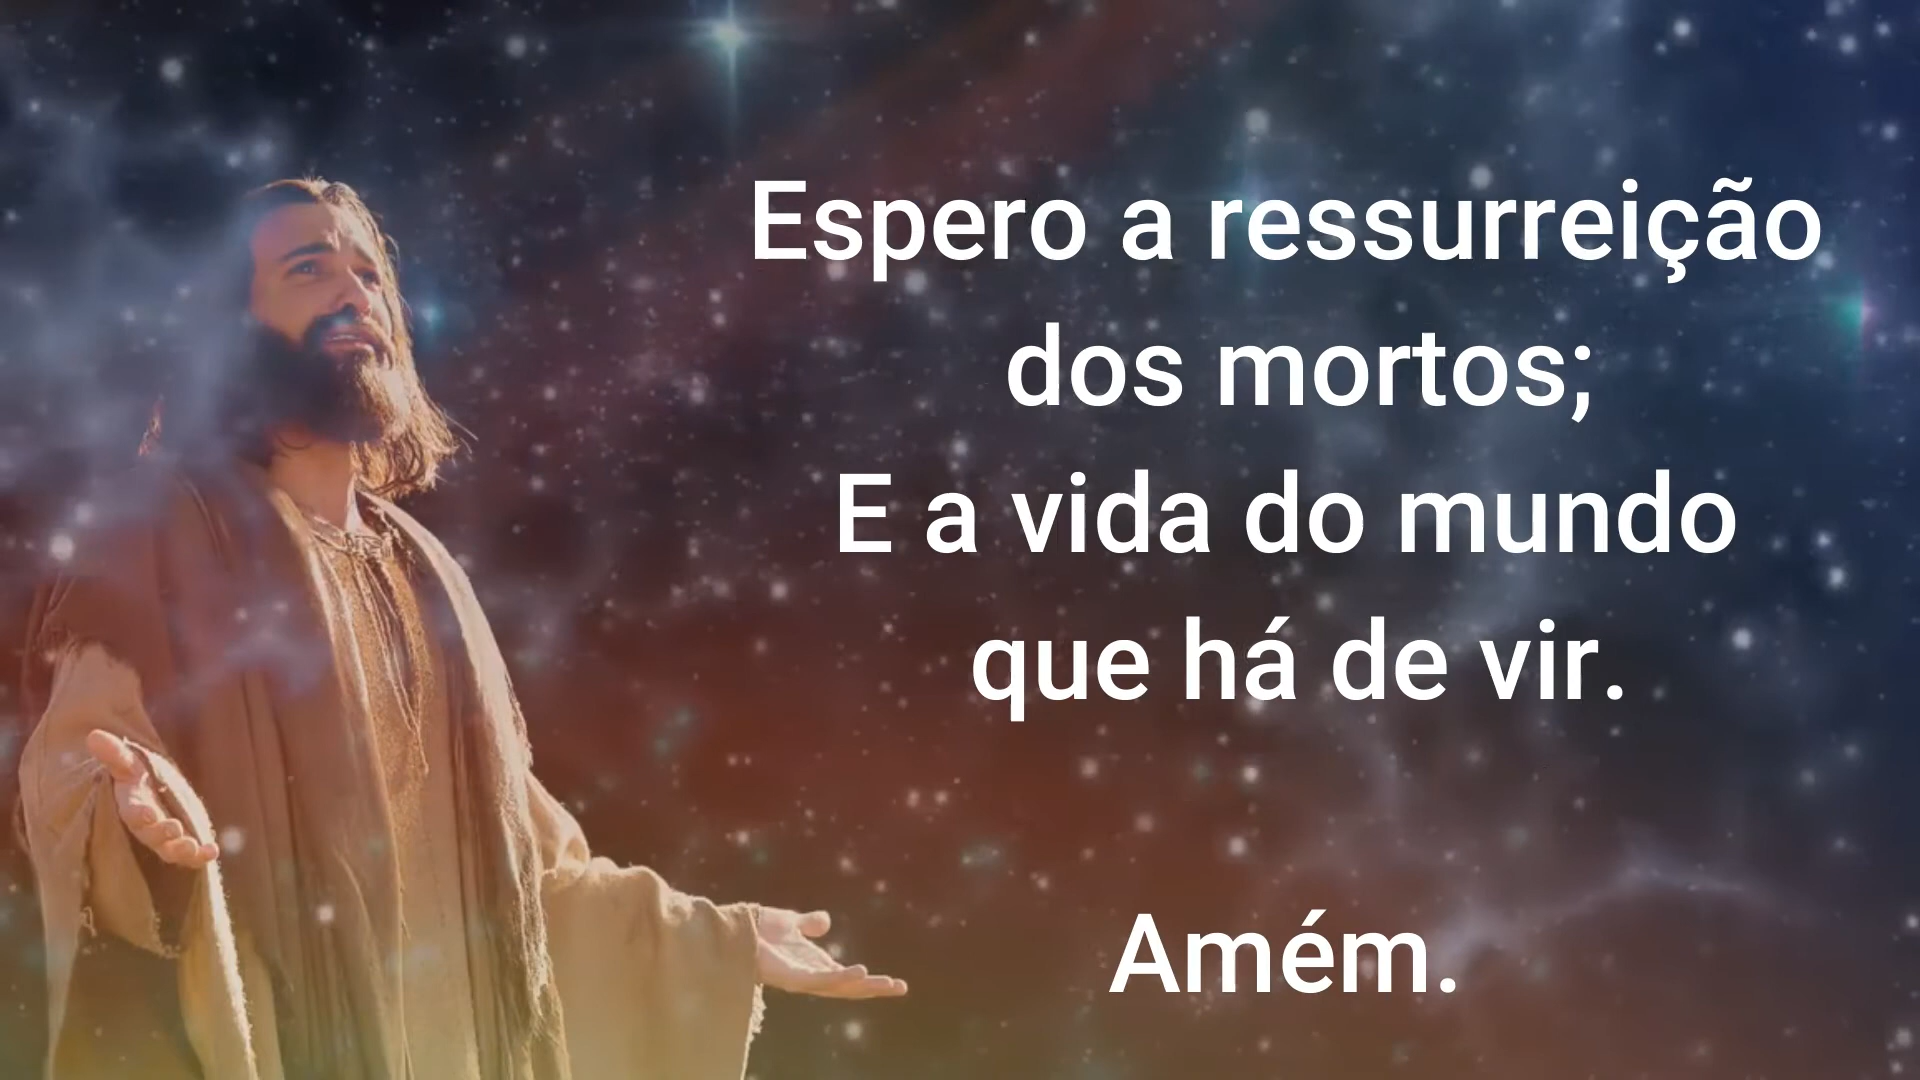 Espero a ressurreição
dos mortos;
E a vida do mundo
que há de vir.
Amém.